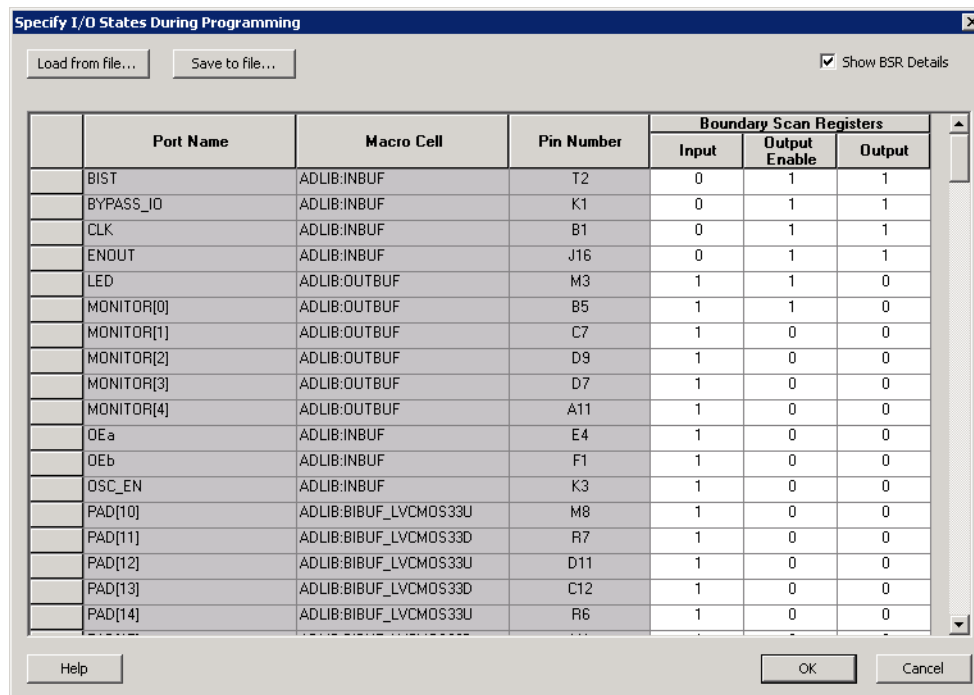 Specify I/O States During Programming
Load from file... Save to file... Show BSR Details
Port Name Macro Cell Pin Number Boundary Scan Registers
Input Output Enable Output
BIST ADLIB:INBUF T2 0 1 1
BYPASS_IO ADLIB:INBUF K1 0 1 1
CLK ADLIB:INBUF B1 0 1 1
ENOUT ADLIB:INBUF J16 0 1 1
LED ADLIB:OUTBUF M3 1 1 0
MONITOR[0] ADLIB:OUTBUF B5 1 1 0
MONITOR[1] ADLIB:OUTBUF C7 1 0 0
MONITOR[2] ADLIB:OUTBUF D9 1 0 0
MONITOR[3] ADLIB:OUTBUF D7 1 0 0
MONITOR[4] ADLIB:OUTBUF A11 1 0 0
OEa ADLIB:INBUF E4 1 0 0
OEb ADLIB:INBUF F1 1 0 0
OSC_EN ADLIB:INBUF K3 1 0 0
PAD[10] ADLIB:BIBUF_LVCMOS33U M8 1 0 0
PAD[11] ADLIB:BIBUF_LVCMOS33D R7 1 0 0
PAD[12] ADLIB:BIBUF_LVCMOS33U D11 1 0 0
PAD[13] ADLIB:BIBUF_LVCMOS33D C12 1 0 0
PAD[14] ADLIB:BIBUF_LVCMOS33U R6 1 0 0
Help OK Cancel